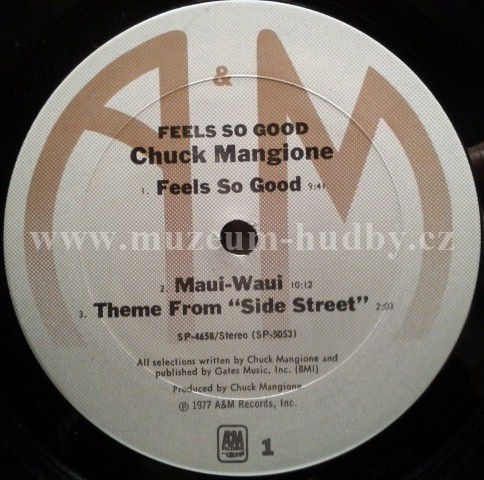 A&M
FEELS SO GOOD
Chuck Mangione
1. Feels So Good 9:41
www.muzeum-hudby.cz
2. Maui-Waui 10:12
3. Theme From "Side Street" 2:03
SP-4658/Stereo (SP-5053)
All selections written by Chuck Mangione and
published by Gates Music, Inc. (BMI)
Produced by Chuck Mangione
℗ 1977 A&M Records, Inc.
A&M
1